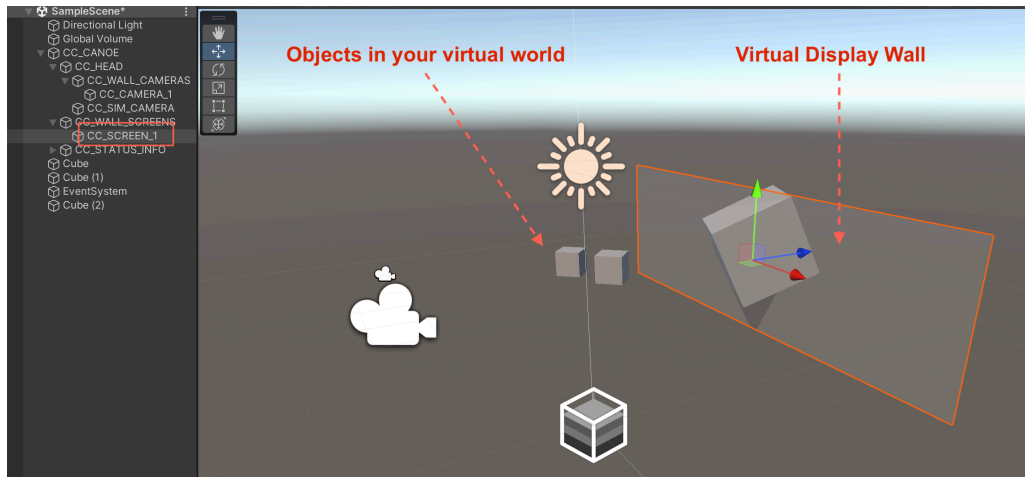 SampleScene*
Directional Light
Global Volume
CC_CANOE
CC_HEAD
CC_WALL_CAMERAS
CC_CAMERA_1
CC_SIM_CAMERA
CC_WALL_SCREENS
CC_SCREEN_1
CC_STATUS_INFO
Cube
Cube (1)
EventSystem
Cube (2)
Objects in your virtual world
Virtual Display Wall